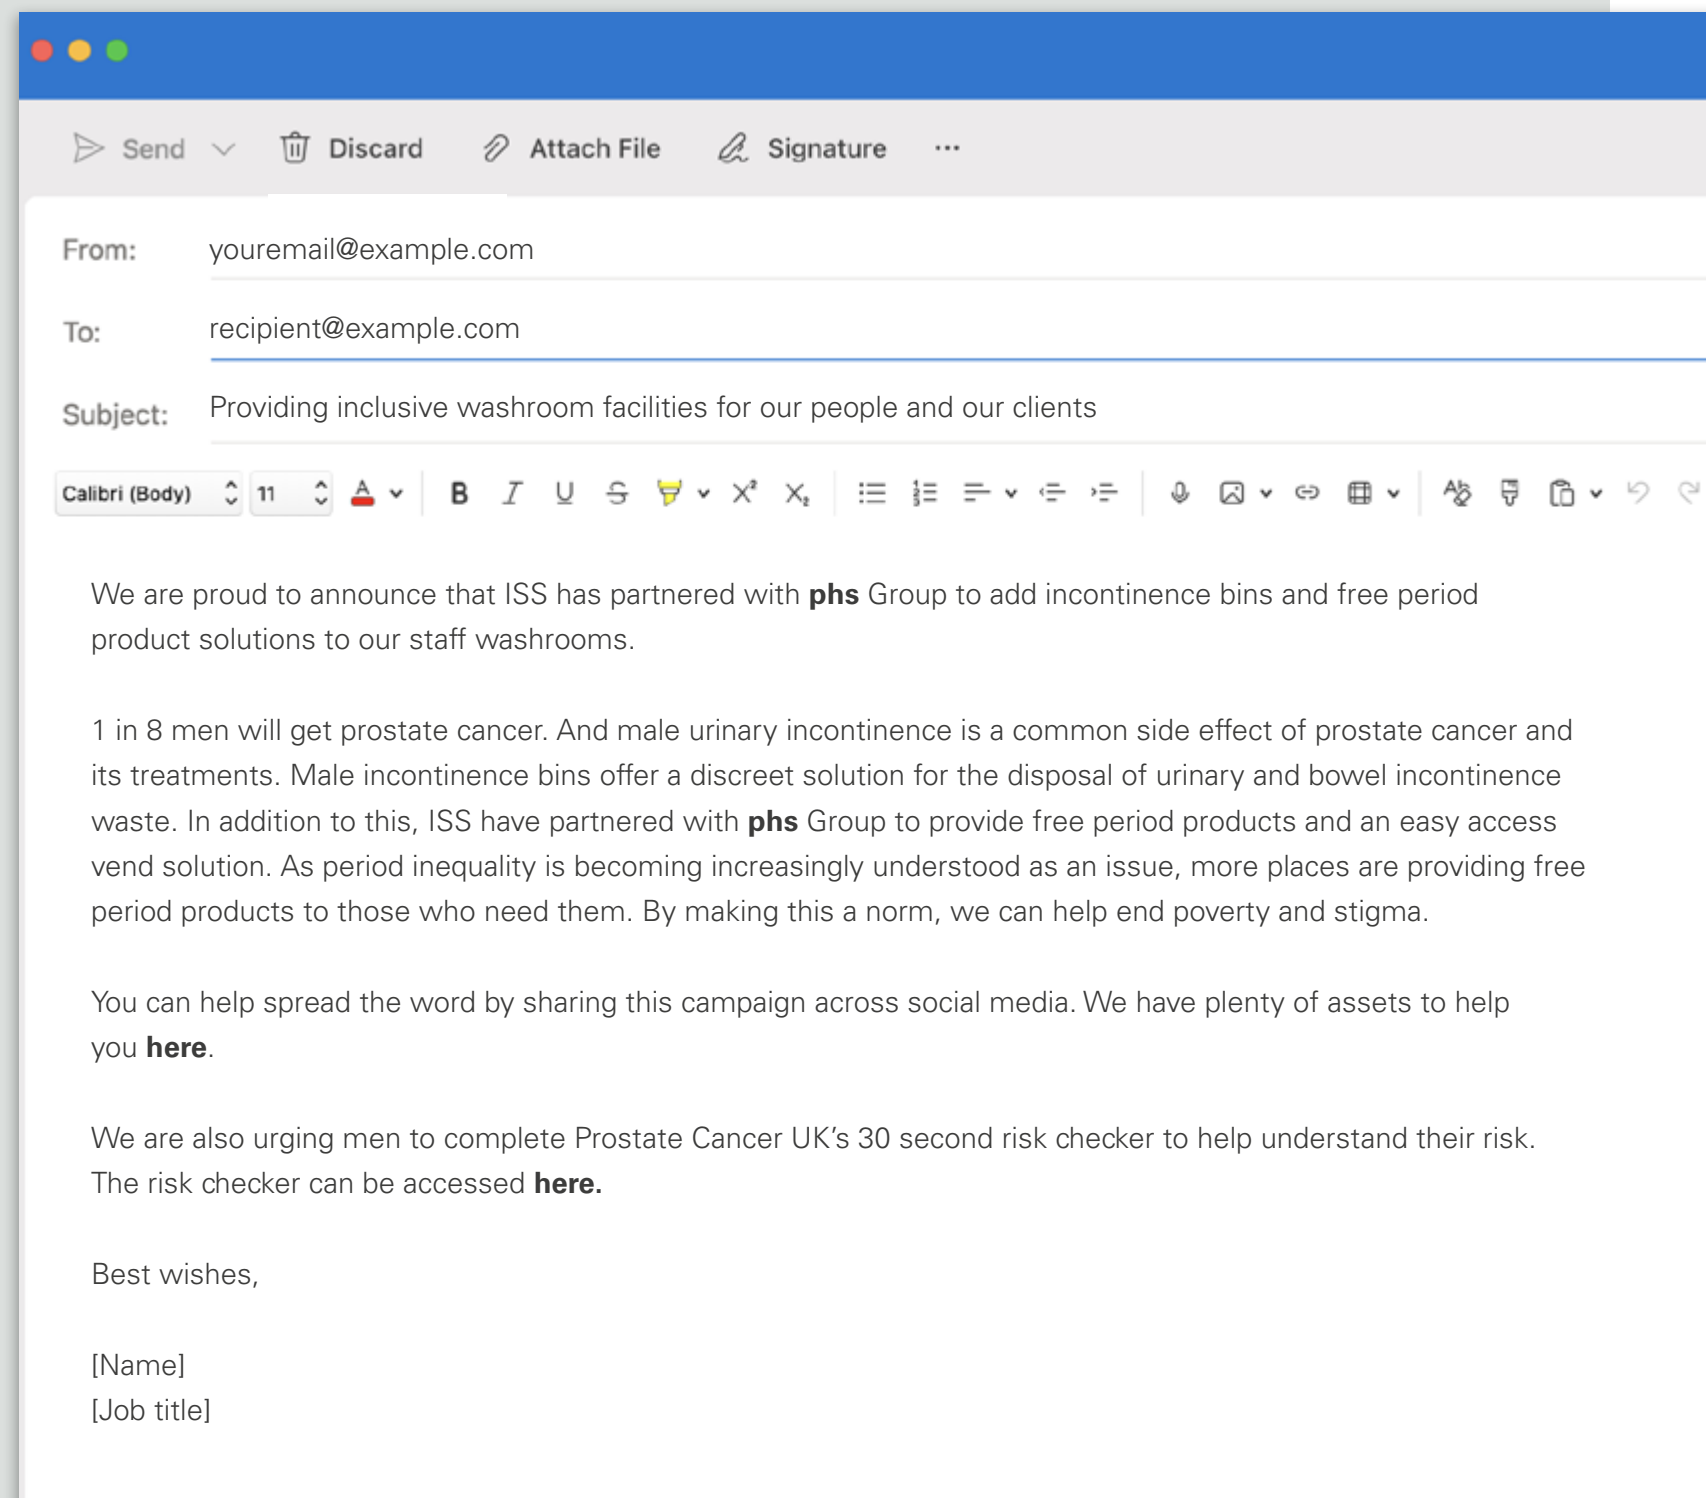 Send Discard Attach File Signature ...
From: youremail@example.com
To: recipient@example.com
Subject: Providing inclusive washroom facilities for our people and our clients
Calibri (Body) 11 A B I U S X² X₂
We are proud to announce that ISS has partnered with phs Group to add incontinence bins and free period
product solutions to our staff washrooms.
1 in 8 men will get prostate cancer. And male urinary incontinence is a common side effect of prostate cancer and
its treatments. Male incontinence bins offer a discreet solution for the disposal of urinary and bowel incontinence
waste. In addition to this, ISS have partnered with phs Group to provide free period products and an easy access
vend solution. As period inequality is becoming increasingly understood as an issue, more places are providing free
period products to those who need them. By making this a norm, we can help end poverty and stigma.
You can help spread the word by sharing this campaign across social media. We have plenty of assets to help
you here.
We are also urging men to complete Prostate Cancer UK’s 30 second risk checker to help understand their risk.
The risk checker can be accessed here.
Best wishes,
[Name]
[Job title]